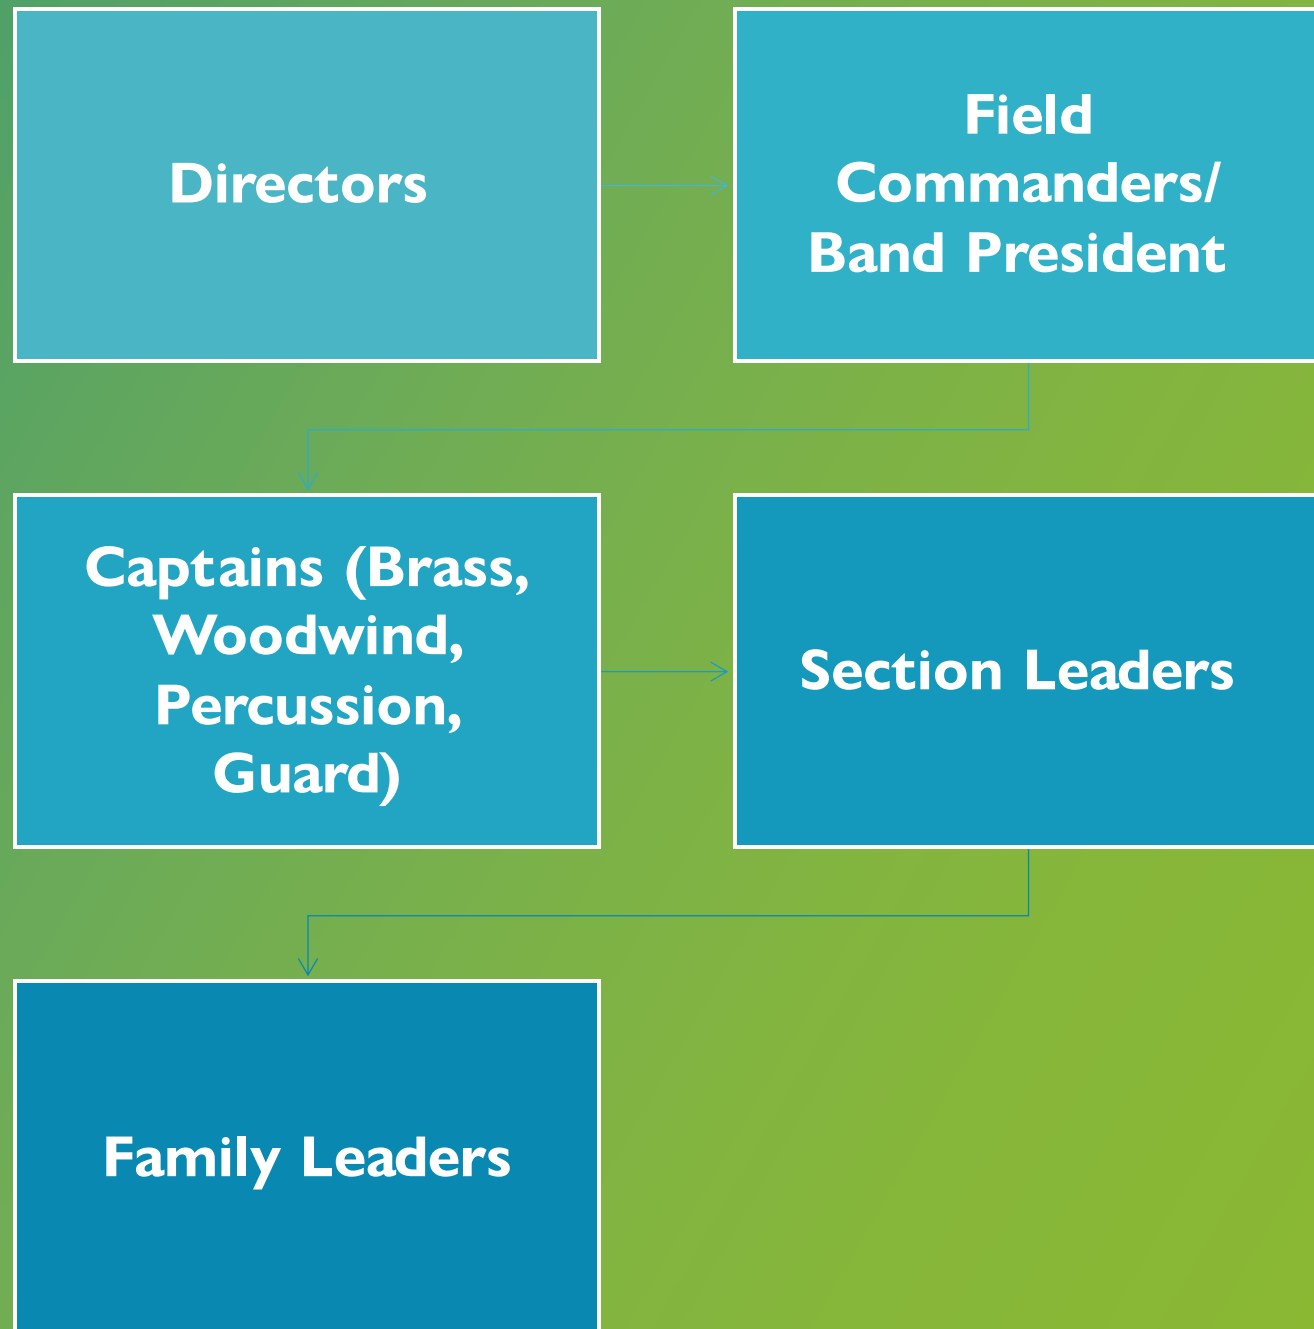 Directors
Field
Commanders/
Band President
Captains (Brass,
Woodwind,
Percussion,
Guard)
Section Leaders
Family Leaders